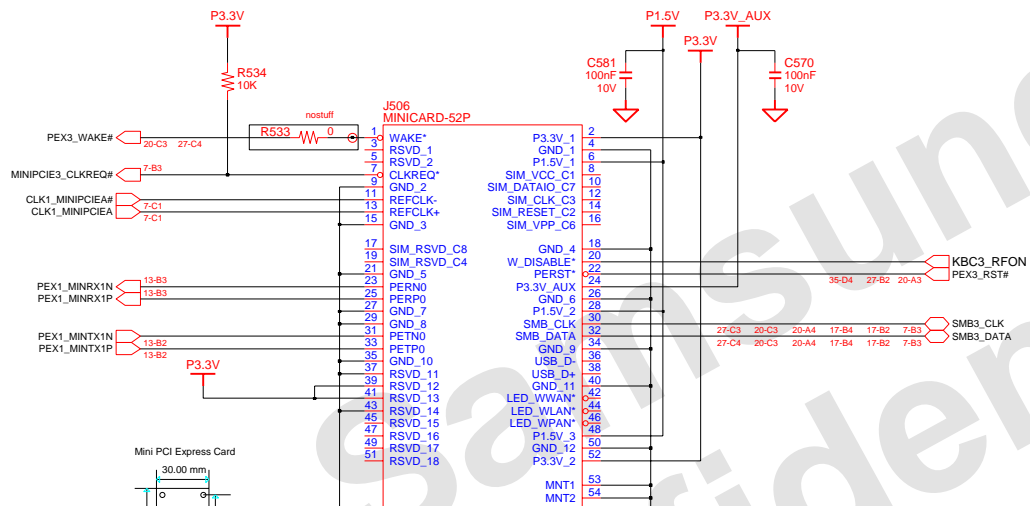 P3.3V
P1.5V
P3.3V_AUX
P3.3V
R534
10K
C581
100nF
10V
C570
100nF
10V
J506
MINICARD-52P
nostuff
R533
0
PEX3_WAKE#
20-C3 27-C4
MINIPCIE3_CLKREQ#
7-B3
CLK1_MINIPCIEA#
7-C1
CLK1_MINIPCIEA
7-C1
PEX1_MINRX1N
13-B3
PEX1_MINRX1P
13-B3
PEX1_MINTX1N
13-B2
PEX1_MINTX1P
13-B2
P3.3V
1 WAKE* P3.3V_1 2
3 RSVD_1 GND_1 4
5 RSVD_2 P1.5V_1 6
7 CLKREQ* SIM_VCC_C1 8
9 GND_2 SIM_DATAIO_C7 10
11 REFCLK- SIM_CLK_C3 12
13 REFCLK+ SIM_RESET_C2 14
15 GND_3 SIM_VPP_C6 16
17 SIM_RSVD_C8 GND_4 18
19 SIM_RSVD_C4 W_DISABLE* 20
21 GND_5 PERST* 22
23 PERN0 P3.3V_AUX 24
25 PERP0 GND_6 26
27 GND_7 P1.5V_2 28
29 GND_8 SMB_CLK 30
31 PETN0 SMB_DATA 32
33 PETP0 GND_9 34
35 GND_10 USB_D- 36
37 RSVD_11 USB_D+ 38
39 RSVD_12 GND_11 40
41 RSVD_13 LED_WWAN* 42
43 RSVD_14 LED_WLAN* 44
45 RSVD_15 LED_WPAN* 46
47 RSVD_16 P1.5V_3 48
49 RSVD_17 GND_12 50
51 RSVD_18 P3.3V_2 52
MNT1 53
MNT2 54
KBC3_RFON
35-D4 27-B2 20-A3 PEX3_RST#
SMB3_CLK
27-C3 20-C3 20-A4 17-B4 17-B2 7-B3
SMB3_DATA
27-C4 20-C3 20-A4 17-B4 17-B2 7-B3
Mini PCI Express Card
30.00 mm
Samsung